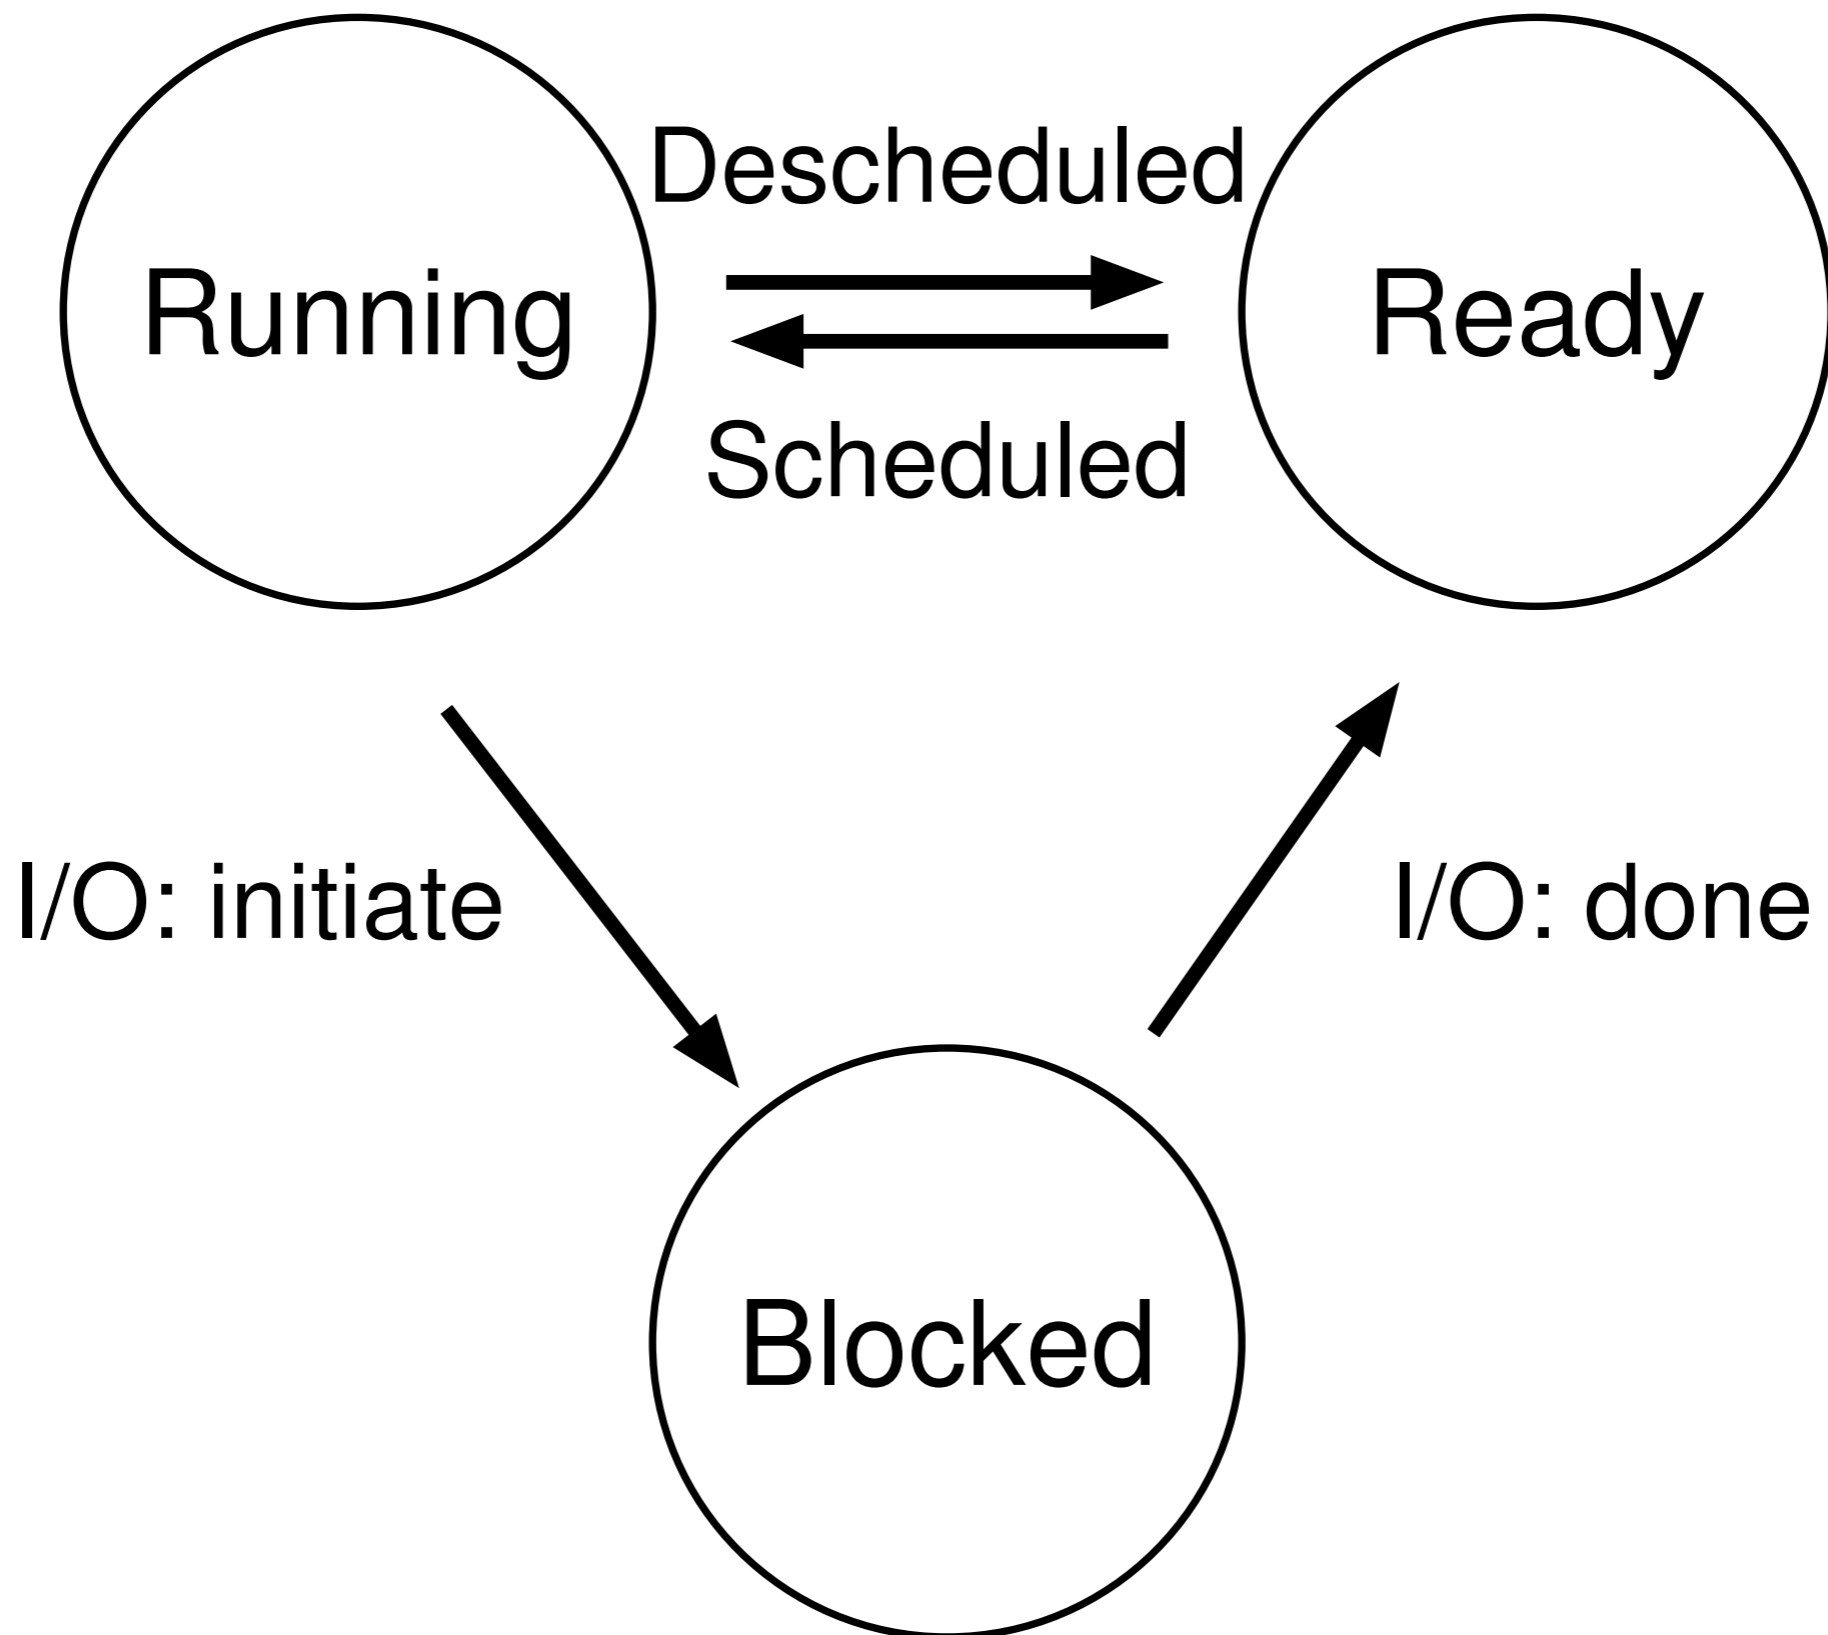 Descheduled
Running
Ready
Scheduled
I/O: initiate
I/O: done
Blocked